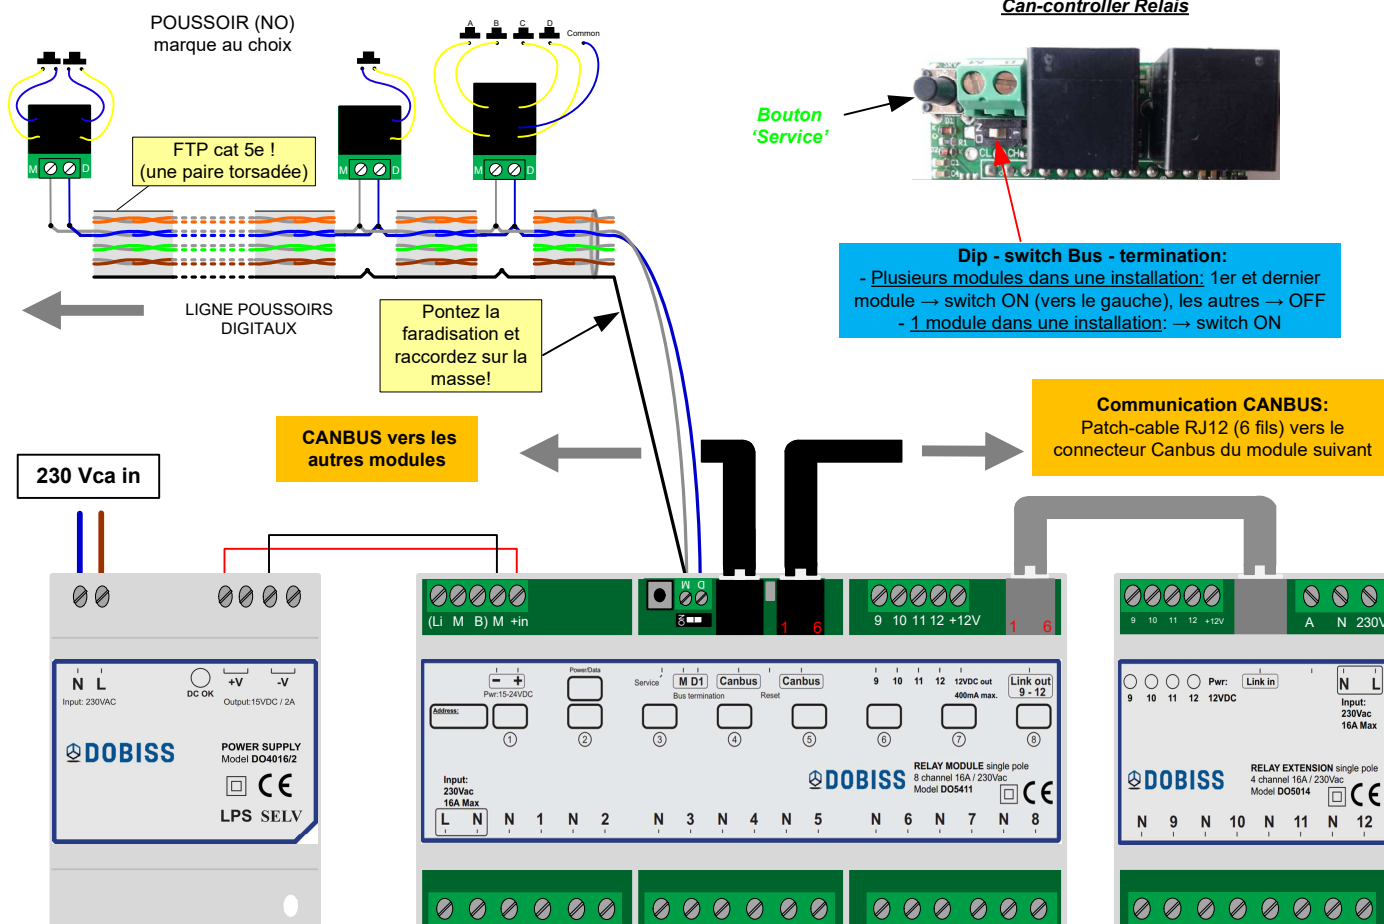 Can-controller Relais
POUSSOIR (NO)
marque au choix
A B C D Common
Bouton
'Service'
FTP cat 5e !
(une paire torsadée)
M D
M D
M D
Dip - switch Bus - termination:
- Plusieurs modules dans une installation: 1er et dernier
module → switch ON (vers le gauche), les autres → OFF
- 1 module dans une installation: → switch ON
LIGNE POUSSOIRS
DIGITAUX
Pontez la
faradisation et
raccordez sur la
masse!
CANBUS vers les
autres modules
Communication CANBUS:
Patch-cable RJ12 (6 fils) vers le
connecteur Canbus du module suivant
230 Vca in
(Li M B) M +in
M D
ON
1 6
9 10 11 12 +12V
1 6
9 10 11 12 +12V
A N 230V
N L
Input: 230VAC
DC OK
+V -V
Output:15VDC / 2A
DOBISS
POWER SUPPLY
Model DO4016/2
CE
LPS SELV
- +
Pwr:15-24VDC
Power/Data
Service
M D1
Bus termination
Canbus
Reset
Canbus
9 10 11 12 12VDC out
400mA max.
Link out
9 - 12
Address:
1 2 3 4 5 6 7 8
Input:
230Vac
16A Max
DOBISS
RELAY MODULE single pole
8 channel 16A / 230Vac
Model DO5411
CE
L N N 1 N 2 N 3 N 4 N 5 N 6 N 7 N 8
9 10 11 12
Pwr:
12VDC
Link in
N L
Input:
230Vac
16A Max
DOBISS
RELAY EXTENSION single pole
4 channel 16A / 230Vac
Model DO5014
CE
N 9 N 10 N 11 N 12